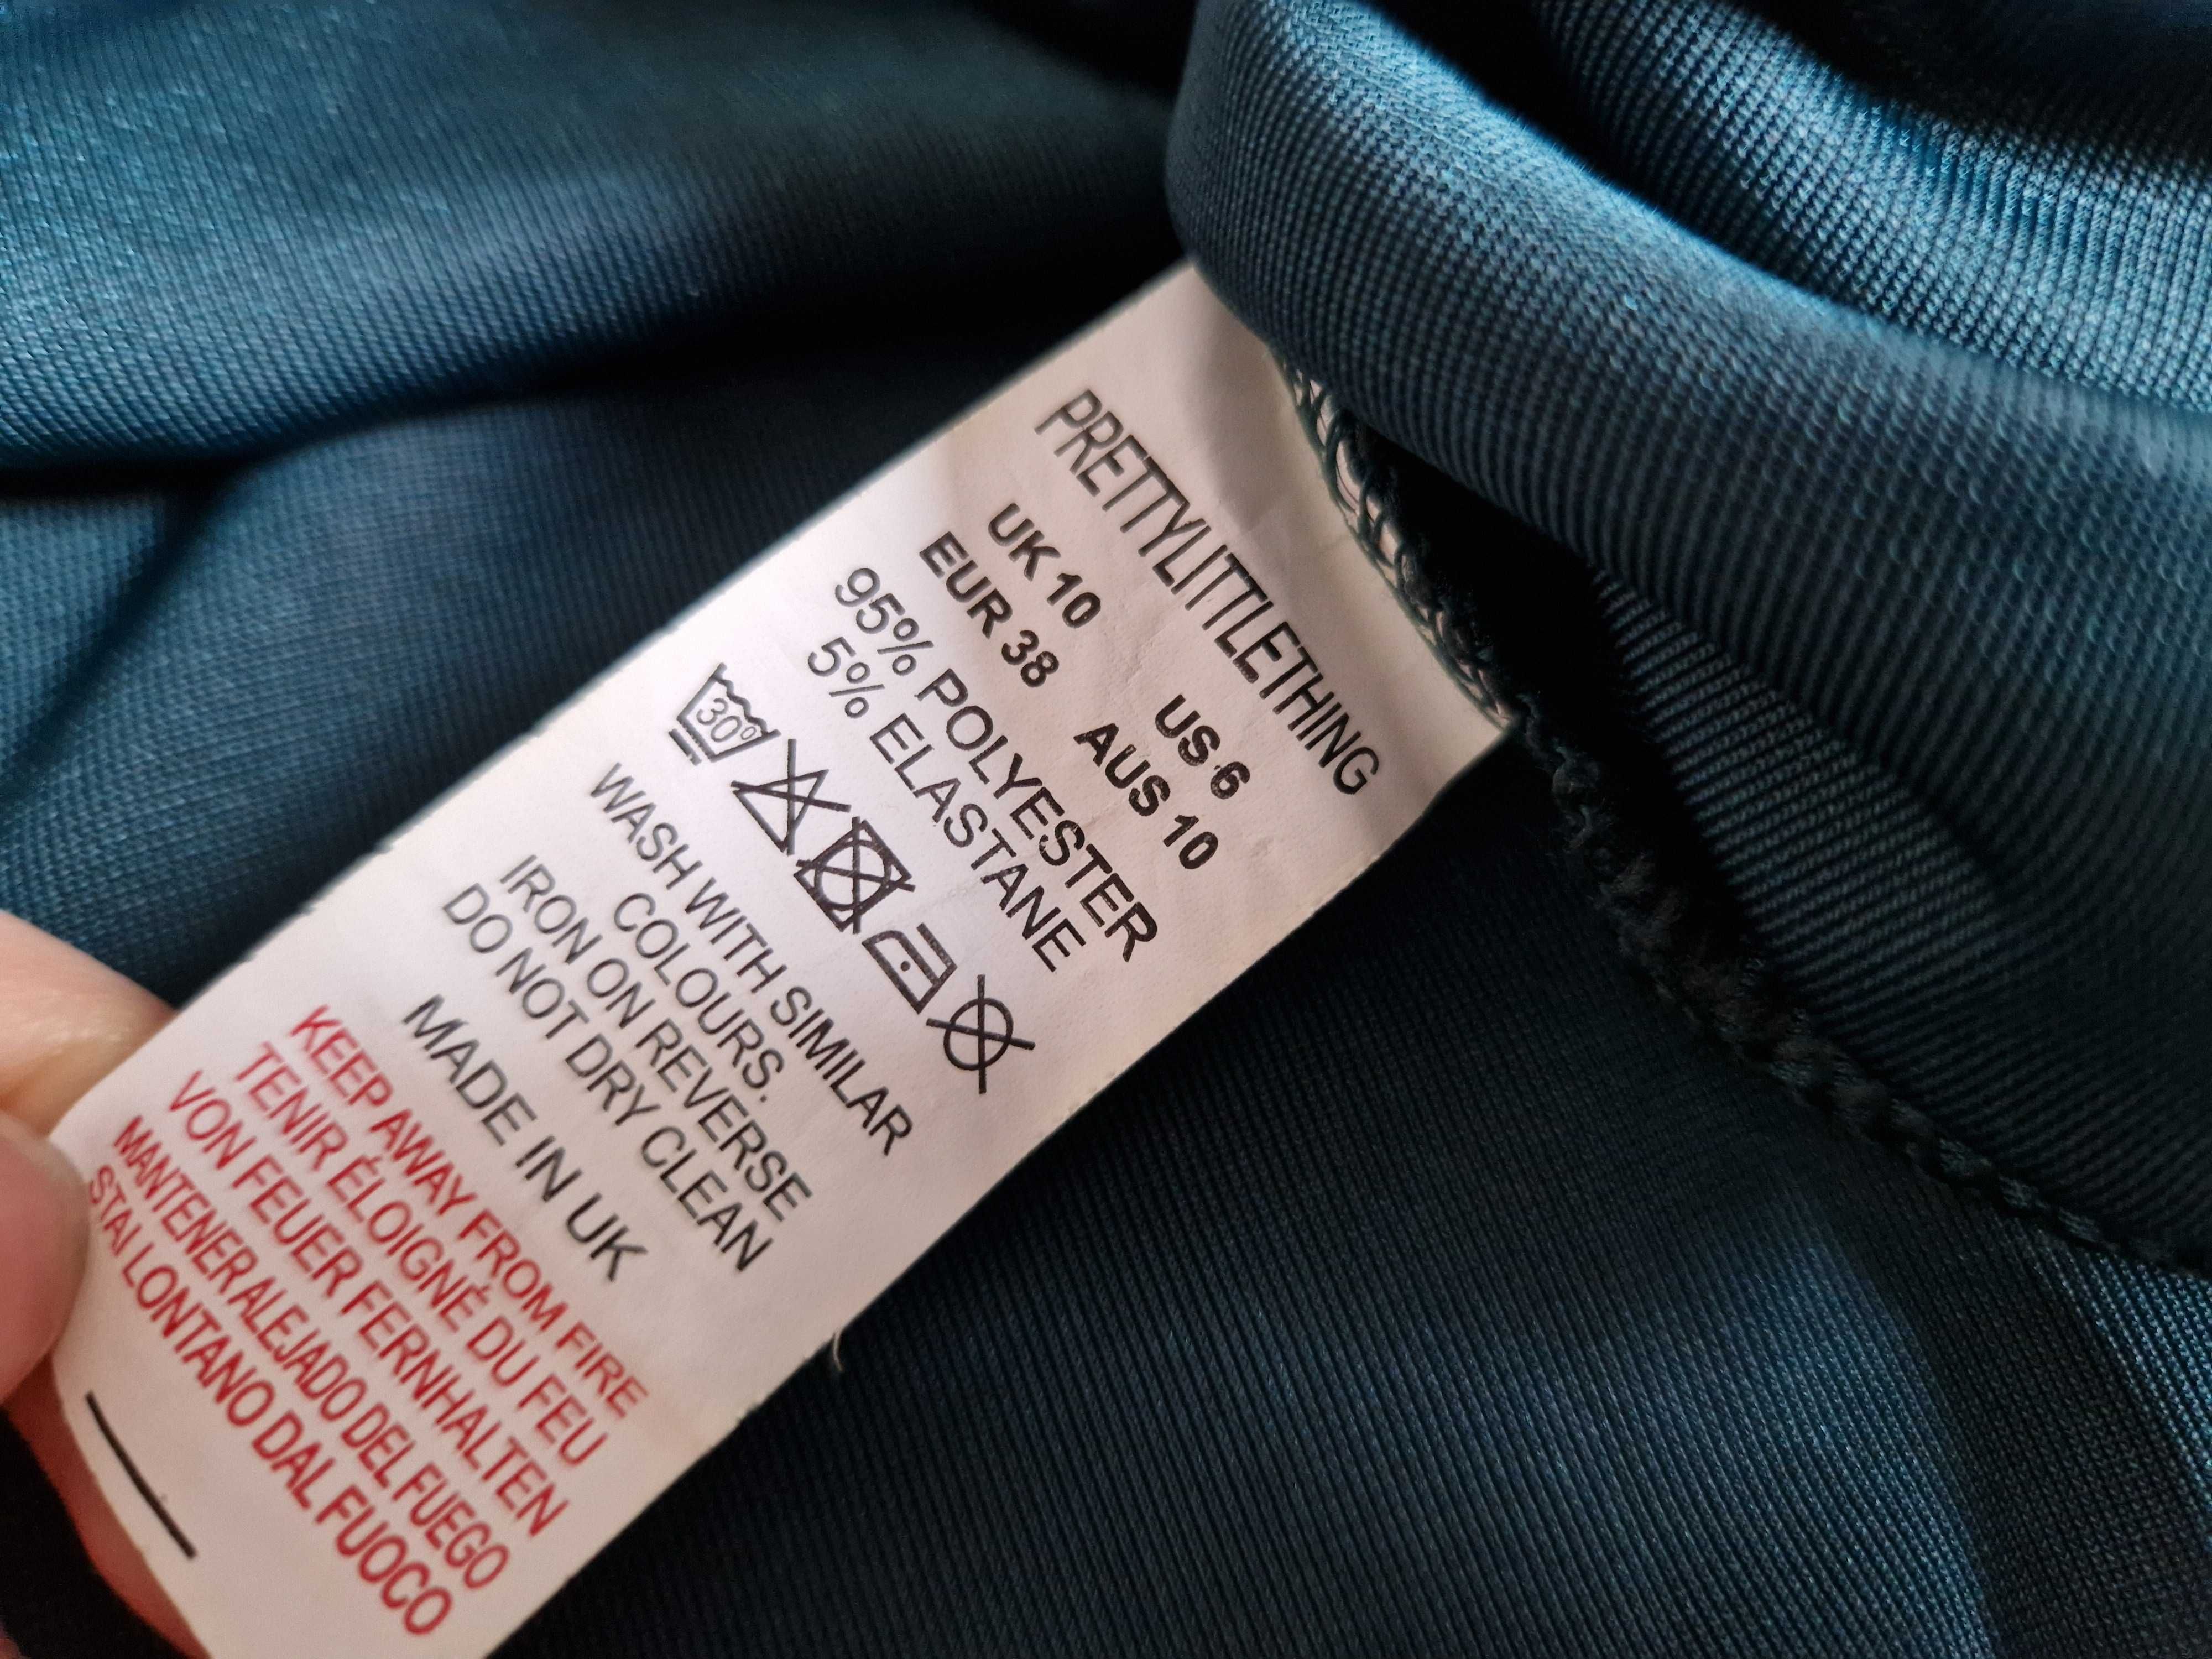 PRETTYLITTLETHING
UK 10 US 6
EUR 38 AUS 10
95% POLYESTER
5% ELASTANE
30°
WASH WITH SIMILAR
COLOURS.
IRON ON REVERSE
DO NOT DRY CLEAN
MADE IN UK
KEEP AWAY FROM FIRE
TENIR ÉLOIGNÉ DU FEU
VON FEUER FERNHALTEN
MANTENER ALEJADO DEL FUEGO
STAI LONTANO DAL FUOCO